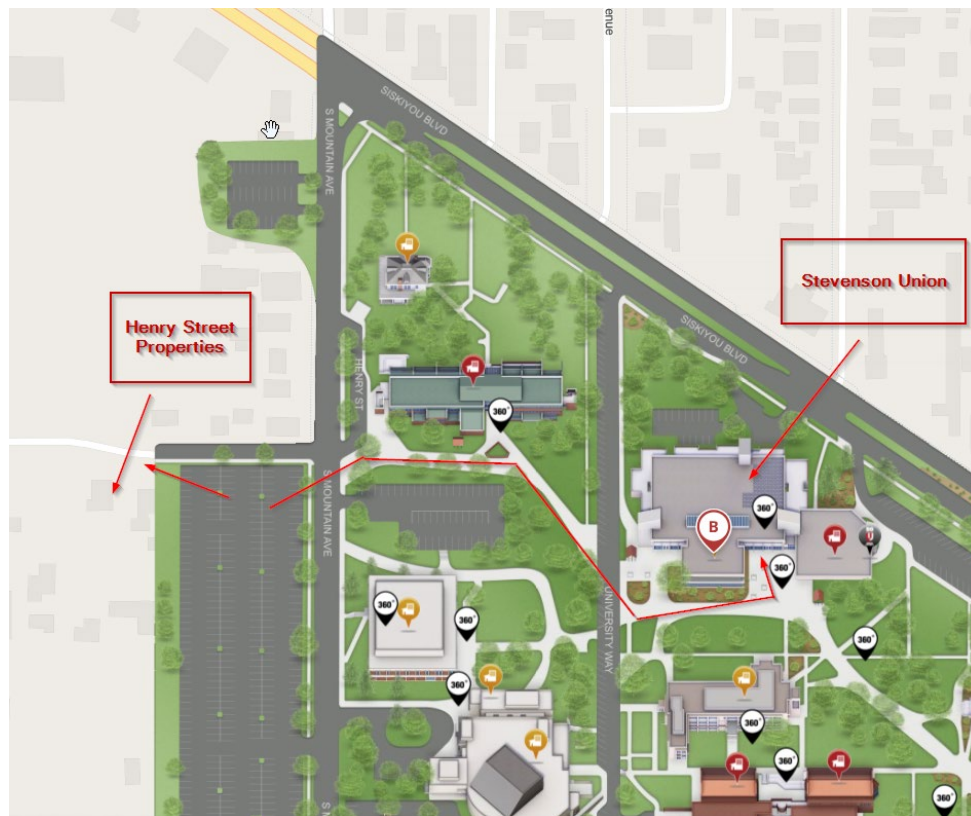 enue
S MOUNTAIN AVE
SISKIYOU BLVD
Stevenson Union
Henry Street
Properties
SISKIYOU BLVD
HENRY ST
360°
S MOUNTAIN AVE
360°
B
360°
UNIVERSITY WAY
360°
360°
360°
360°
360°
360°
360°
S M